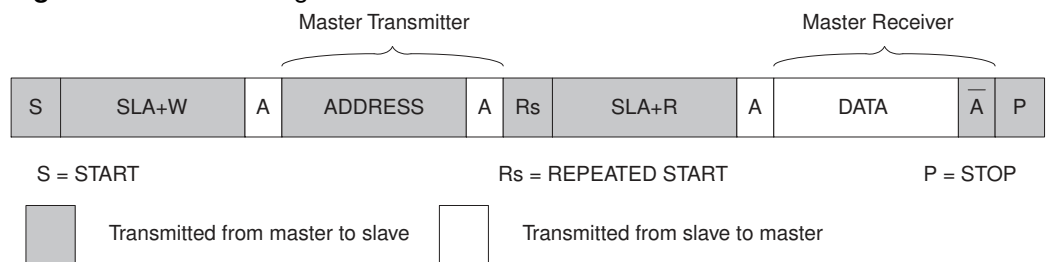 Master Transmitter Master Receiver
S SLA+W A ADDRESS A Rs SLA+R A DATA A̅ P
S = START Rs = REPEATED START P = STOP
Transmitted from master to slave Transmitted from slave to master